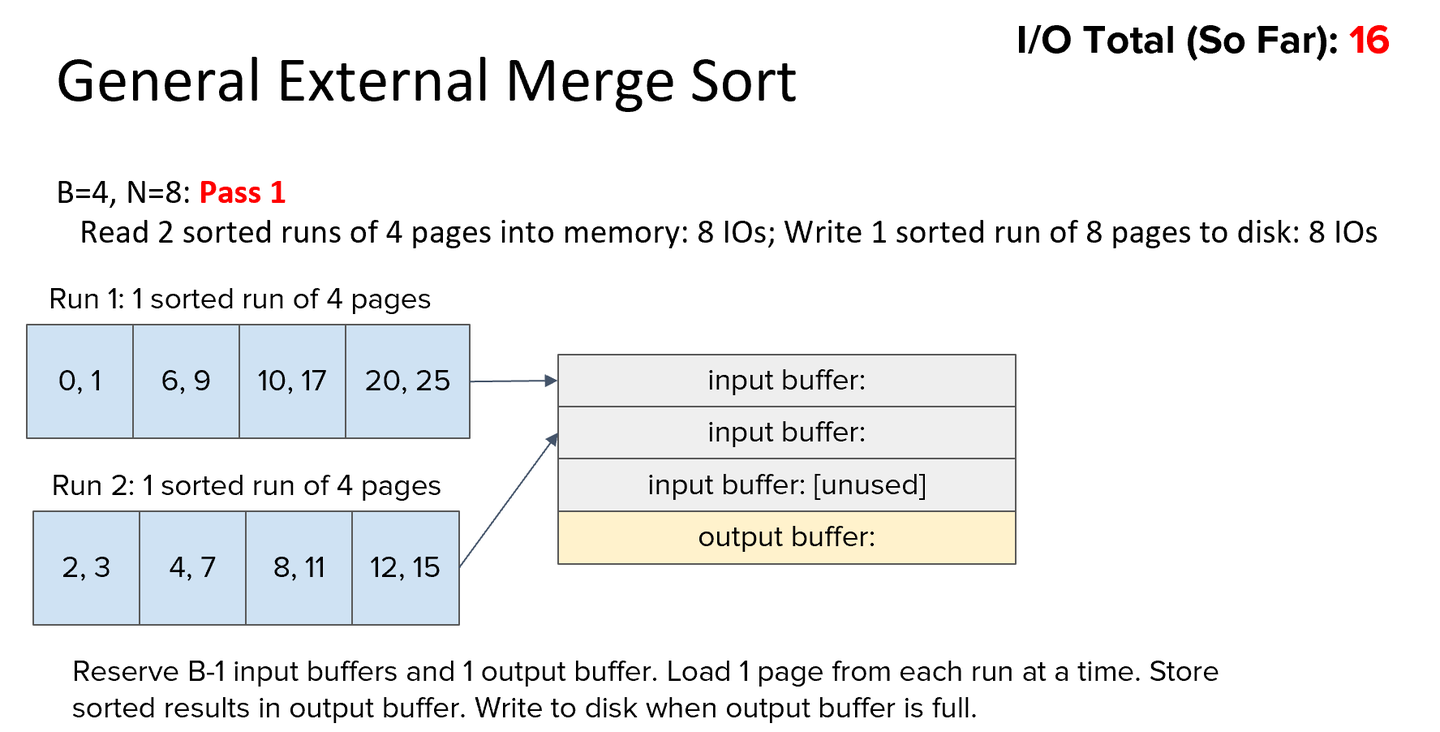 I/O Total (So Far): 16
General External Merge Sort
B=4, N=8: Pass 1
Read 2 sorted runs of 4 pages into memory: 8 IOs; Write 1 sorted run of 8 pages to disk: 8 IOs
Run 1: 1 sorted run of 4 pages
0, 1
6, 9
10, 17
20, 25
Run 2: 1 sorted run of 4 pages
2, 3
4, 7
8, 11
12, 15
input buffer:
input buffer:
input buffer: [unused]
output buffer:
Reserve B-1 input buffers and 1 output buffer. Load 1 page from each run at a time. Store
sorted results in output buffer. Write to disk when output buffer is full.